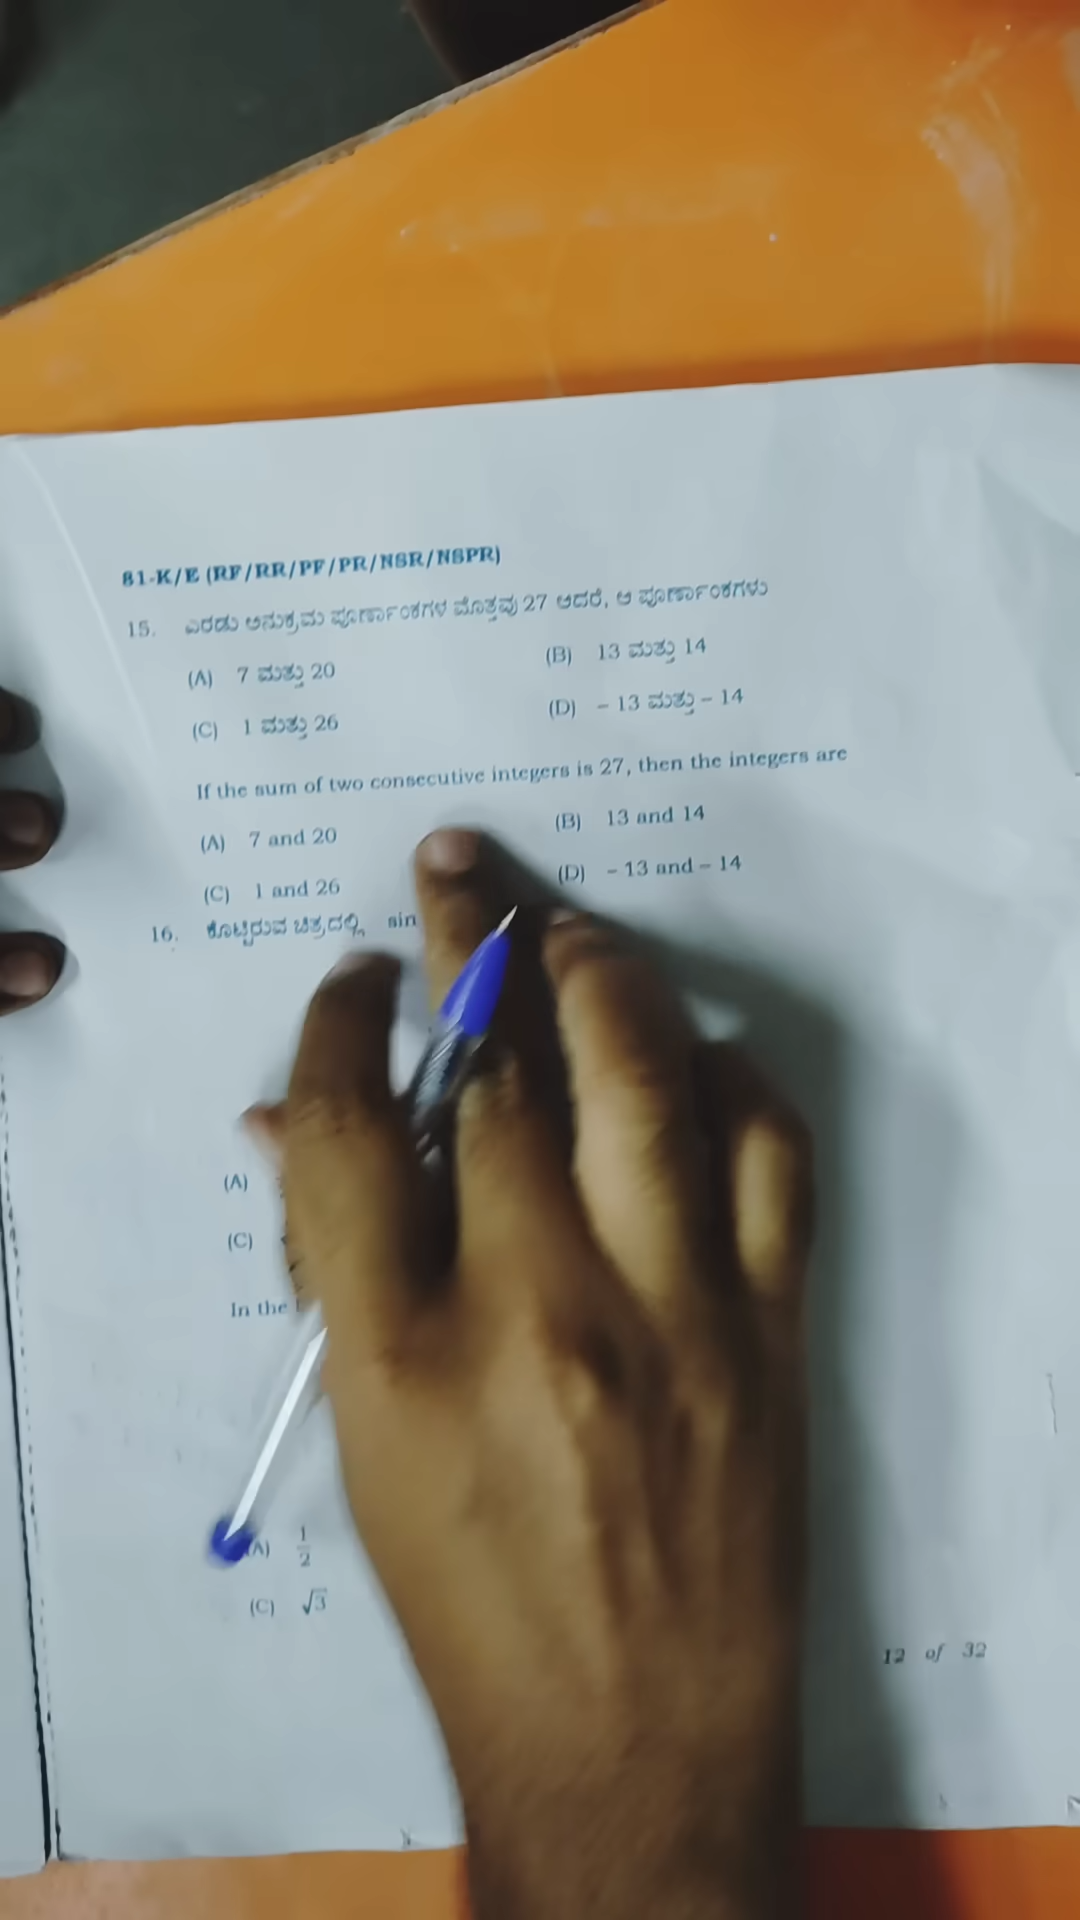 81-K/E (RF/RR/PF/PR/NSR/NSPR)
15. ಎರಡು ಅನುಕ್ರಮ ಪೂರ್ಣಾಂಕಗಳ ಮೊತ್ತವು 27 ಆದರೆ, ಆ ಪೂರ್ಣಾಂಕಗಳು
(A) 7 ಮತ್ತು 20 (B) 13 ಮತ್ತು 14
(C) 1 ಮತ್ತು 26 (D) – 13 ಮತ್ತು – 14
If the sum of two consecutive integers is 27, then the integers are
(A) 7 and 20 (B) 13 and 14
(C) 1 and 26 (D) – 13 and – 14
16. ಕೊಟ್ಟಿರುವ ಚಿತ್ರದಲ್ಲಿ, sin
(A)
(C)
In the
(A) 1/2
(C) √3
12 of 32